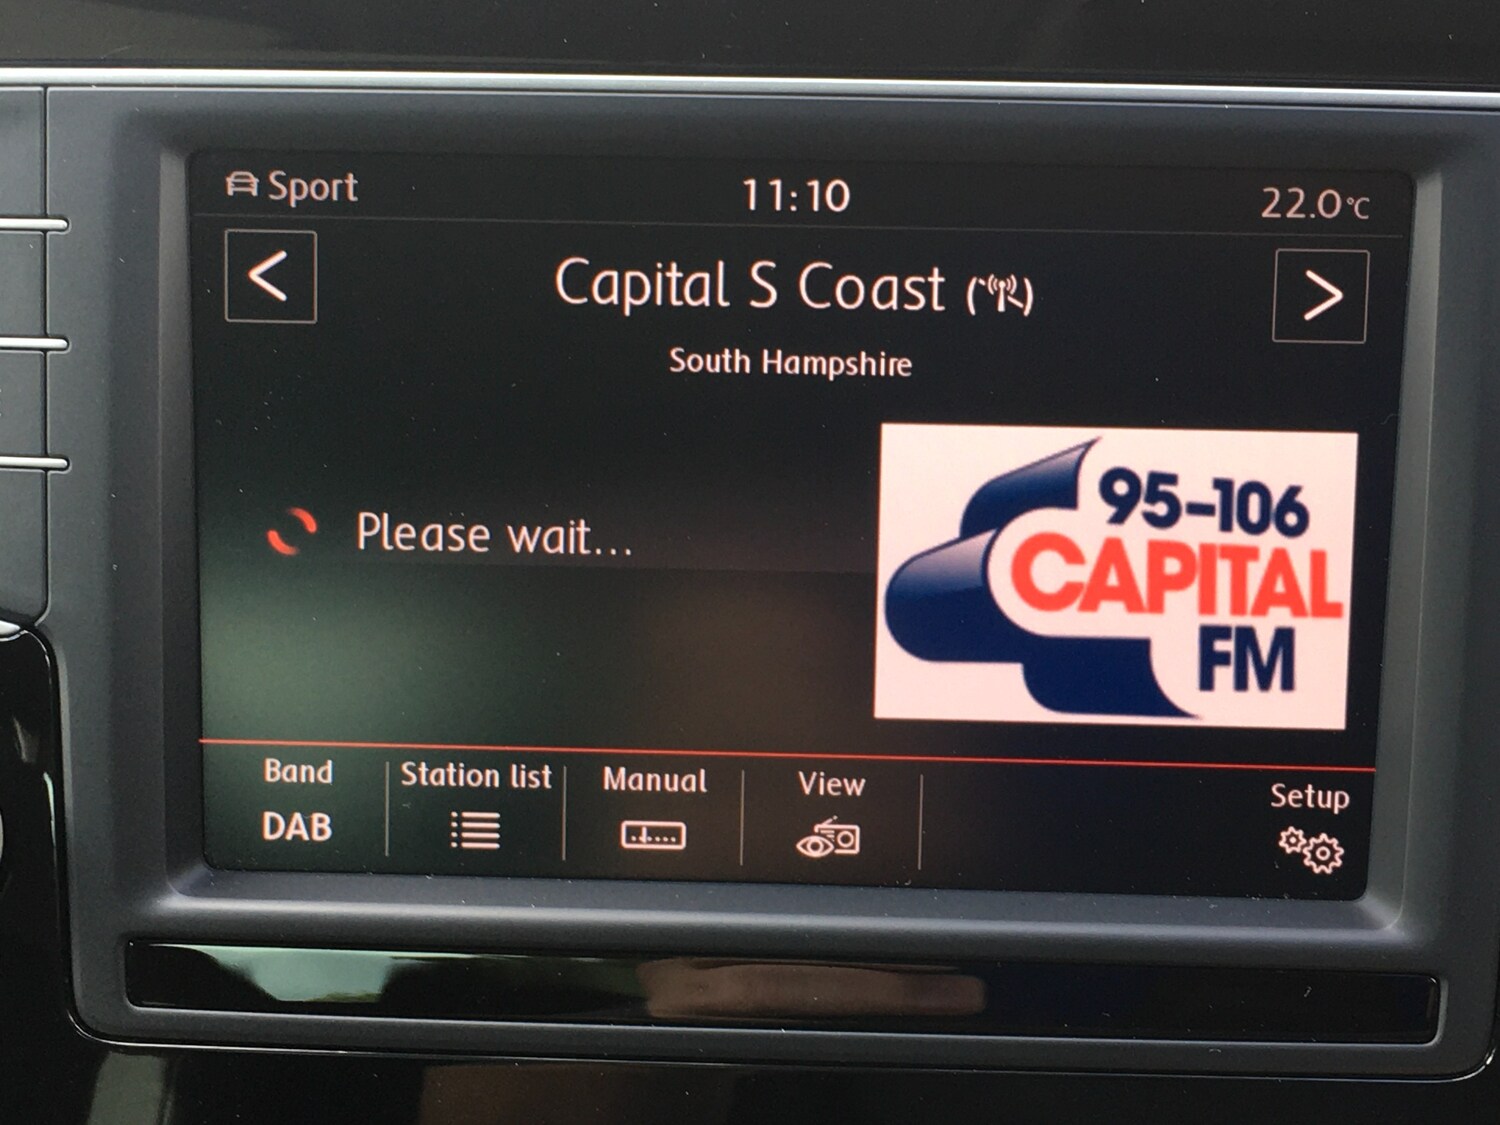 Sport
11:10
22.0°C
<
Capital S Coast
>
South Hampshire
Please wait...
95-106
CAPITAL
FM
Band
DAB
Station list
Manual
View
Setup